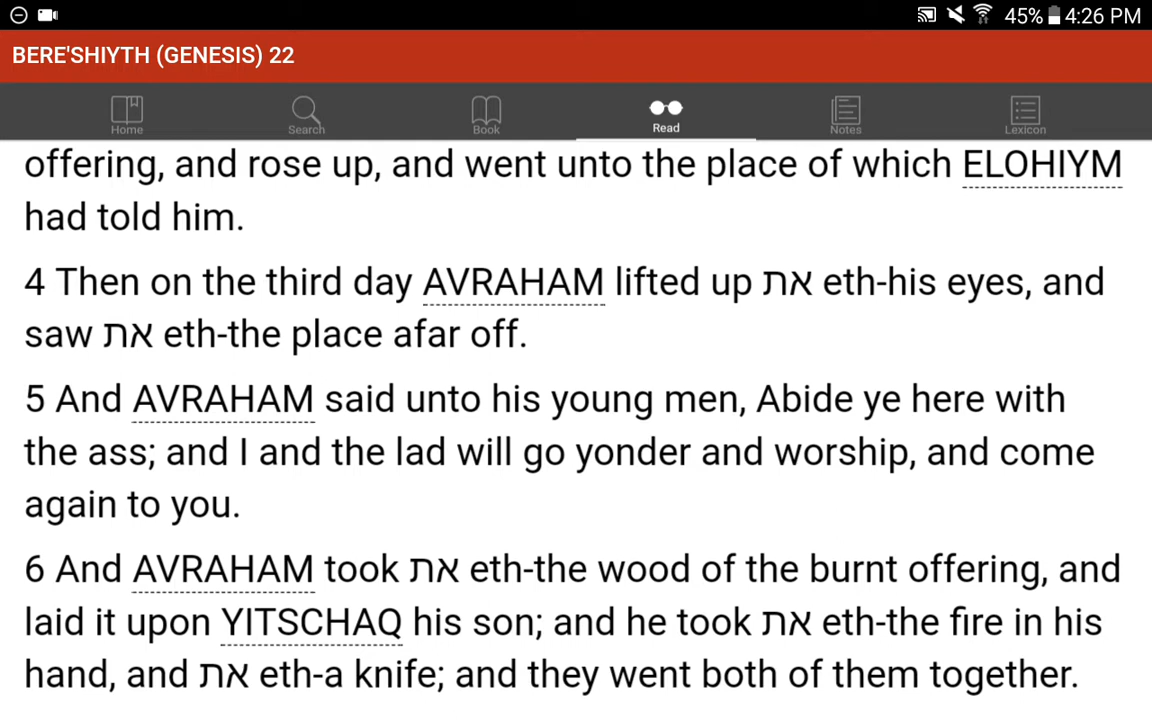 45% 4:26 PM
BERE'SHIYTH (GENESIS) 22
Home Search Book Read Notes Lexicon
offering, and rose up, and went unto the place of which ELOHIYM
had told him.
4 Then on the third day AVRAHAM lifted up את eth-his eyes, and
saw את eth-the place afar off.
5 And AVRAHAM said unto his young men, Abide ye here with
the ass; and I and the lad will go yonder and worship, and come
again to you.
6 And AVRAHAM took את eth-the wood of the burnt offering, and
laid it upon YITSCHAQ his son; and he took את eth-the fire in his
hand, and את eth-a knife; and they went both of them together.